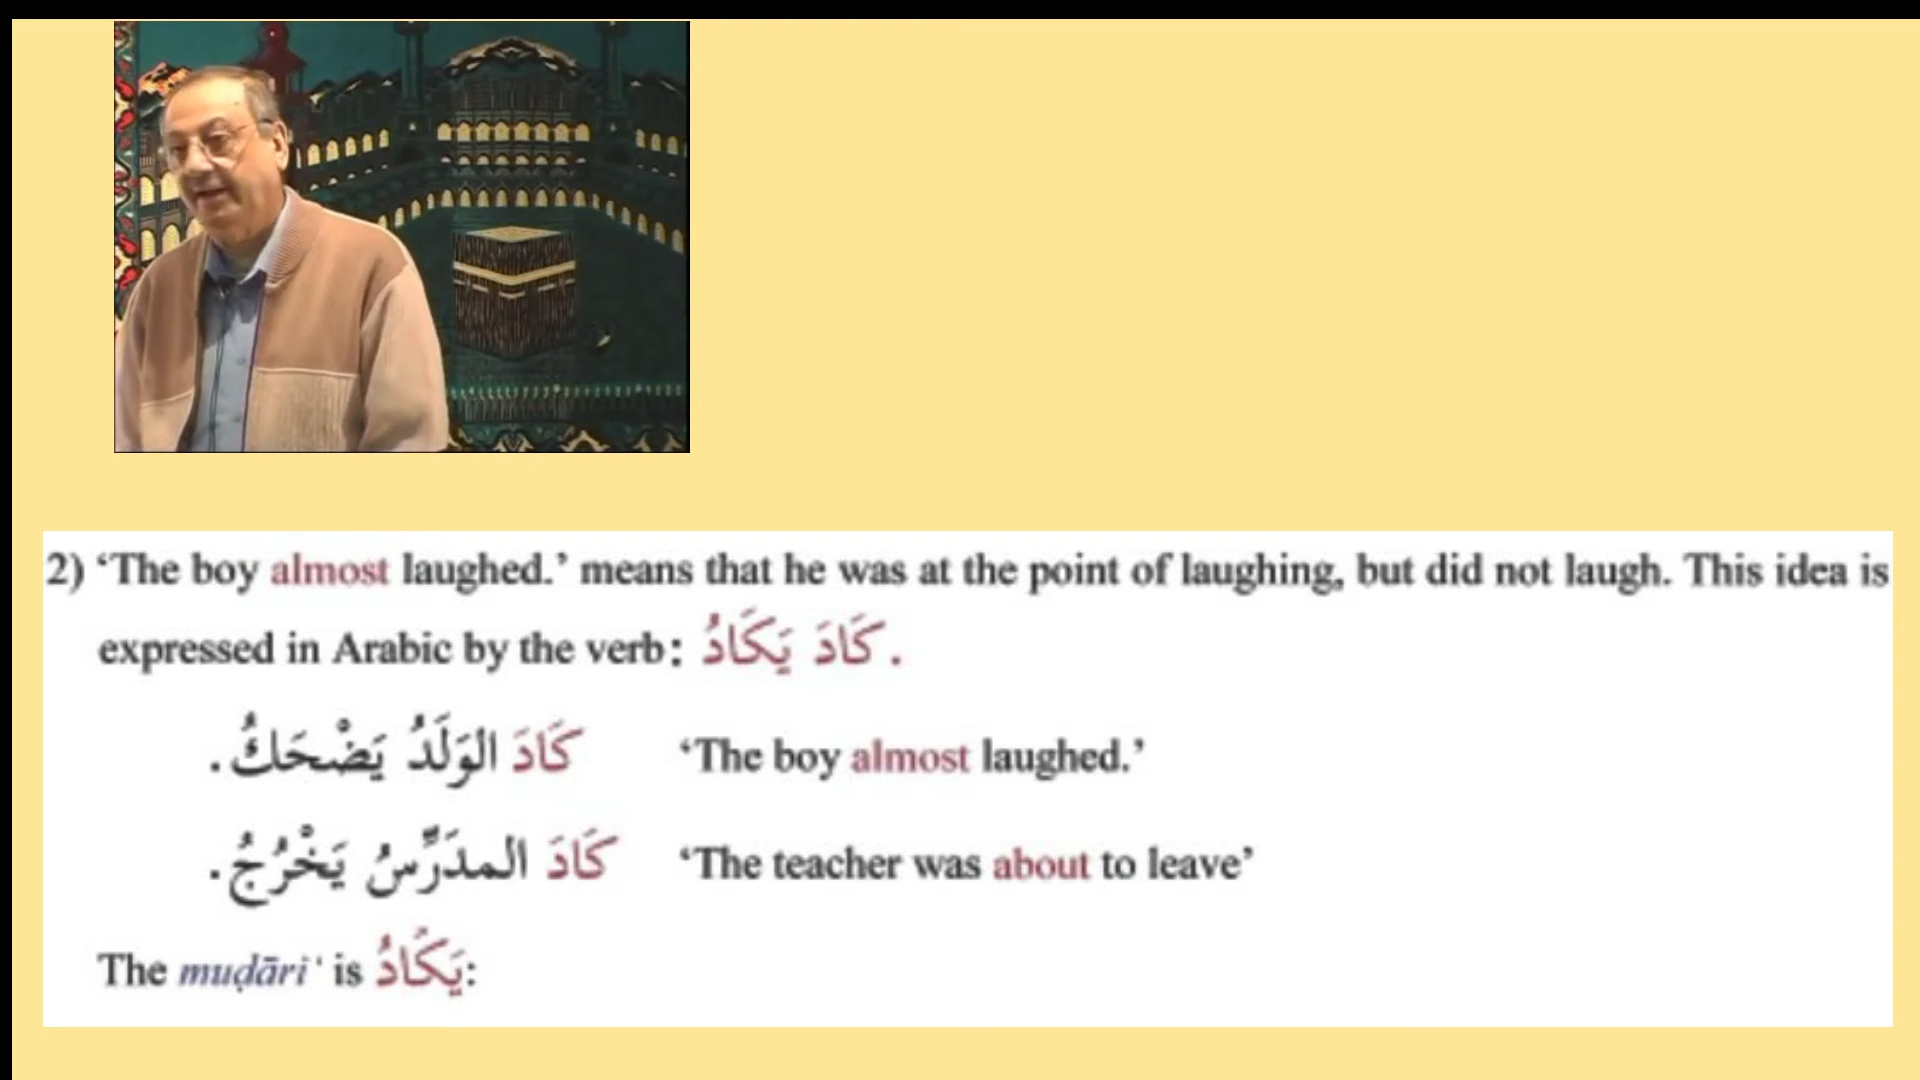 2) ‘The boy almost laughed.’ means that he was at the point of laughing, but did not laugh. This idea is
expressed in Arabic by the verb: كَادَ يَكَادُ .
كَادَ الوَلَدُ يَضْحَكُ . ‘The boy almost laughed.’
كَادَ المدَرِّسُ يَخْرُجُ . ‘The teacher was about to leave’
The muḍāriʿ is يَكَادُ: